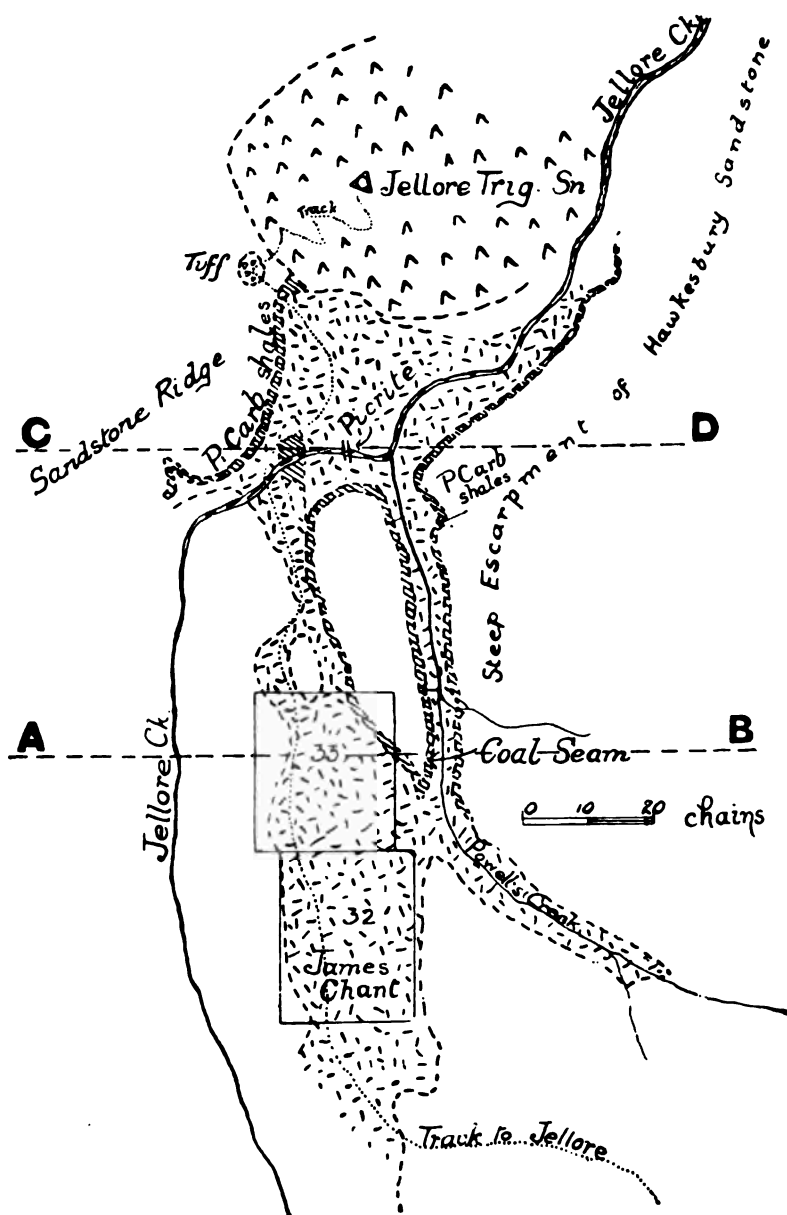 Jellore Ck.
Jellore Trig. Sn
Track
Tuff
Hawkesbury Sandstone
of
Steep Escarpment
Sandstone Ridge
P.Carb shales
Picrite
C
D
P.Carb
shales
A
B
33
Coal Seam
Jellore Ck.
0 10 20 chains
Powell's Creek
32
James
Chant
Track to Jellore